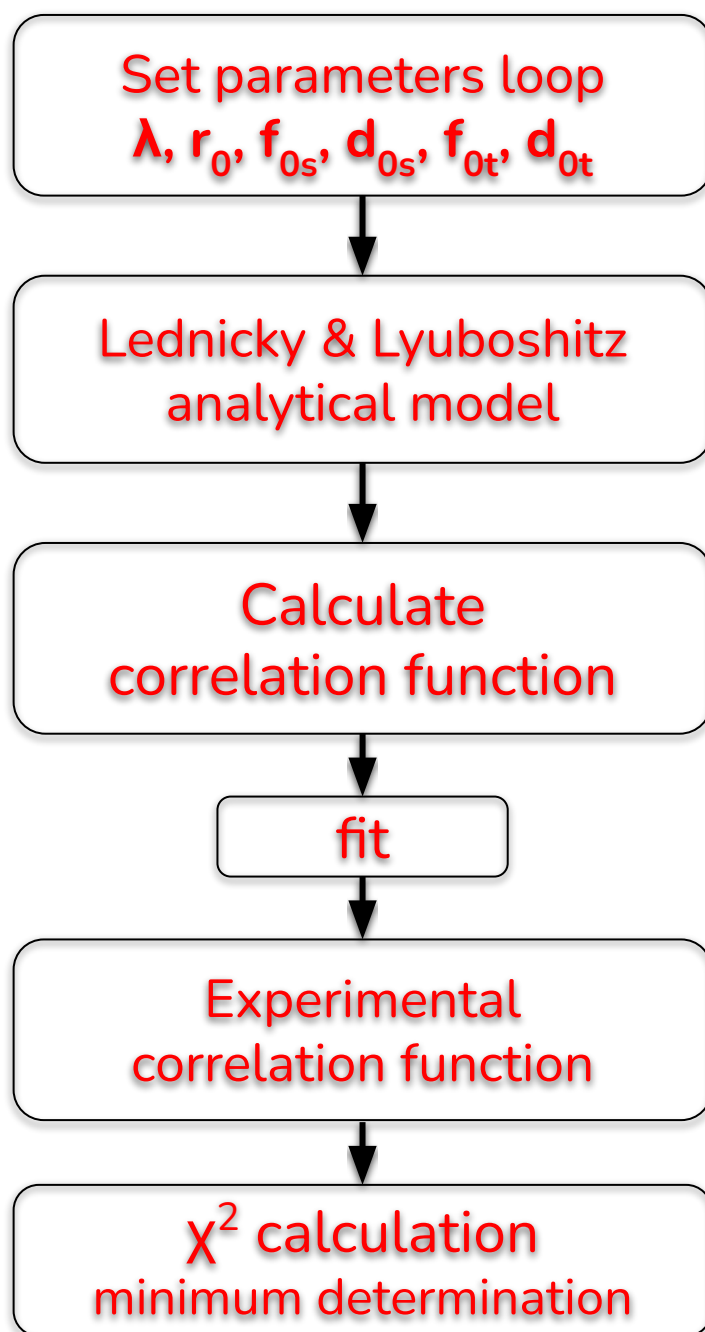 Set parameters loop
λ, r₀, f₀ₛ, d₀ₛ, f₀ₜ, d₀ₜ
Lednicky & Lyuboshitz
analytical model
Calculate
correlation function
fit
Experimental
correlation function
χ² calculation
minimum determination